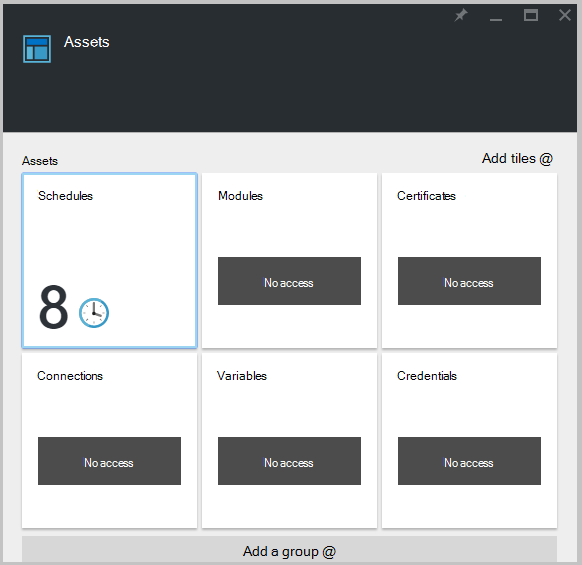 Assets
Assets
Add tiles @
Schedules
Modules
Certificates
8
No access
No access
Connections
Variables
Credentials
No access
No access
No access
Add a group @